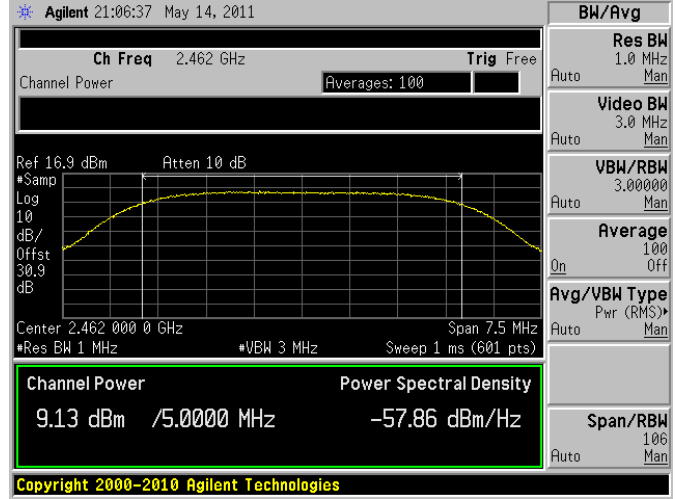 Agilent 21:06:37 May 14, 2011
BW/Avg
Ch Freq 2.462 GHz Trig Free
Channel Power Averages: 100
Res BW
1.0 MHz
Auto Man
Video BW
3.0 MHz
Auto Man
VBW/RBW
3.00000
Auto Man
Average
100
On Off
Avg/VBW Type
Pwr (RMS)
Auto Man
Span/RBW
106
Auto Man
Ref 16.9 dBm Atten 10 dB
#Samp
Log
10
dB/
Offst
30.9
dB
Center 2.462 000 0 GHz Span 7.5 MHz
#Res BW 1 MHz #VBW 3 MHz Sweep 1 ms (601 pts)
Channel Power Power Spectral Density
9.13 dBm /5.0000 MHz -57.86 dBm/Hz
Copyright 2000-2010 Agilent Technologies